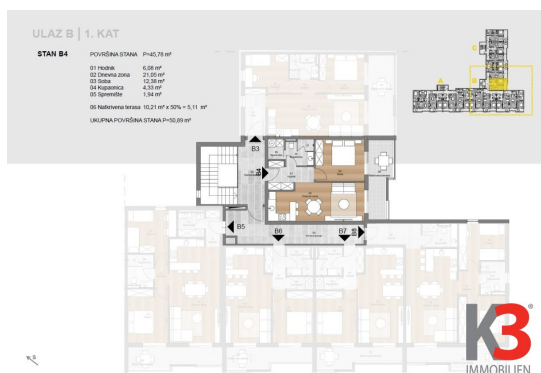 ULAZ B | 1. KAT
STAN B4
POVRŠINA STANA P=45,78 m²
01 Hodnik 6,08 m²
02 Dnevna zona 21,05 m²
03 Soba 12,38 m²
04 Kupaonica 4,33 m²
05 Spremište 1,94 m²
06 Natkrivena terasa 10,21 m² x 50% = 5,11 m²
UKUPNA POVRŠINA STANA P=50,89 m²
C
A
B
B3
B4
B5
B6
B7
B8
S
K3®
IMMOBILIEN